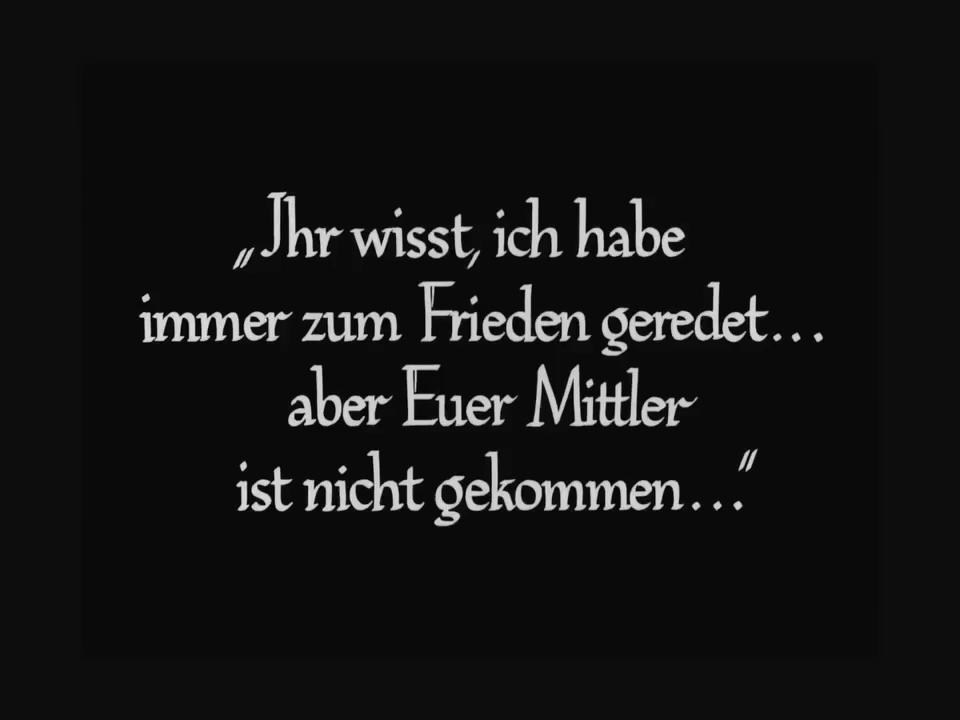 „Ihr wisst, ich habe
immer zum Frieden geredet...
aber Euer Mittler
ist nicht gekommen..."